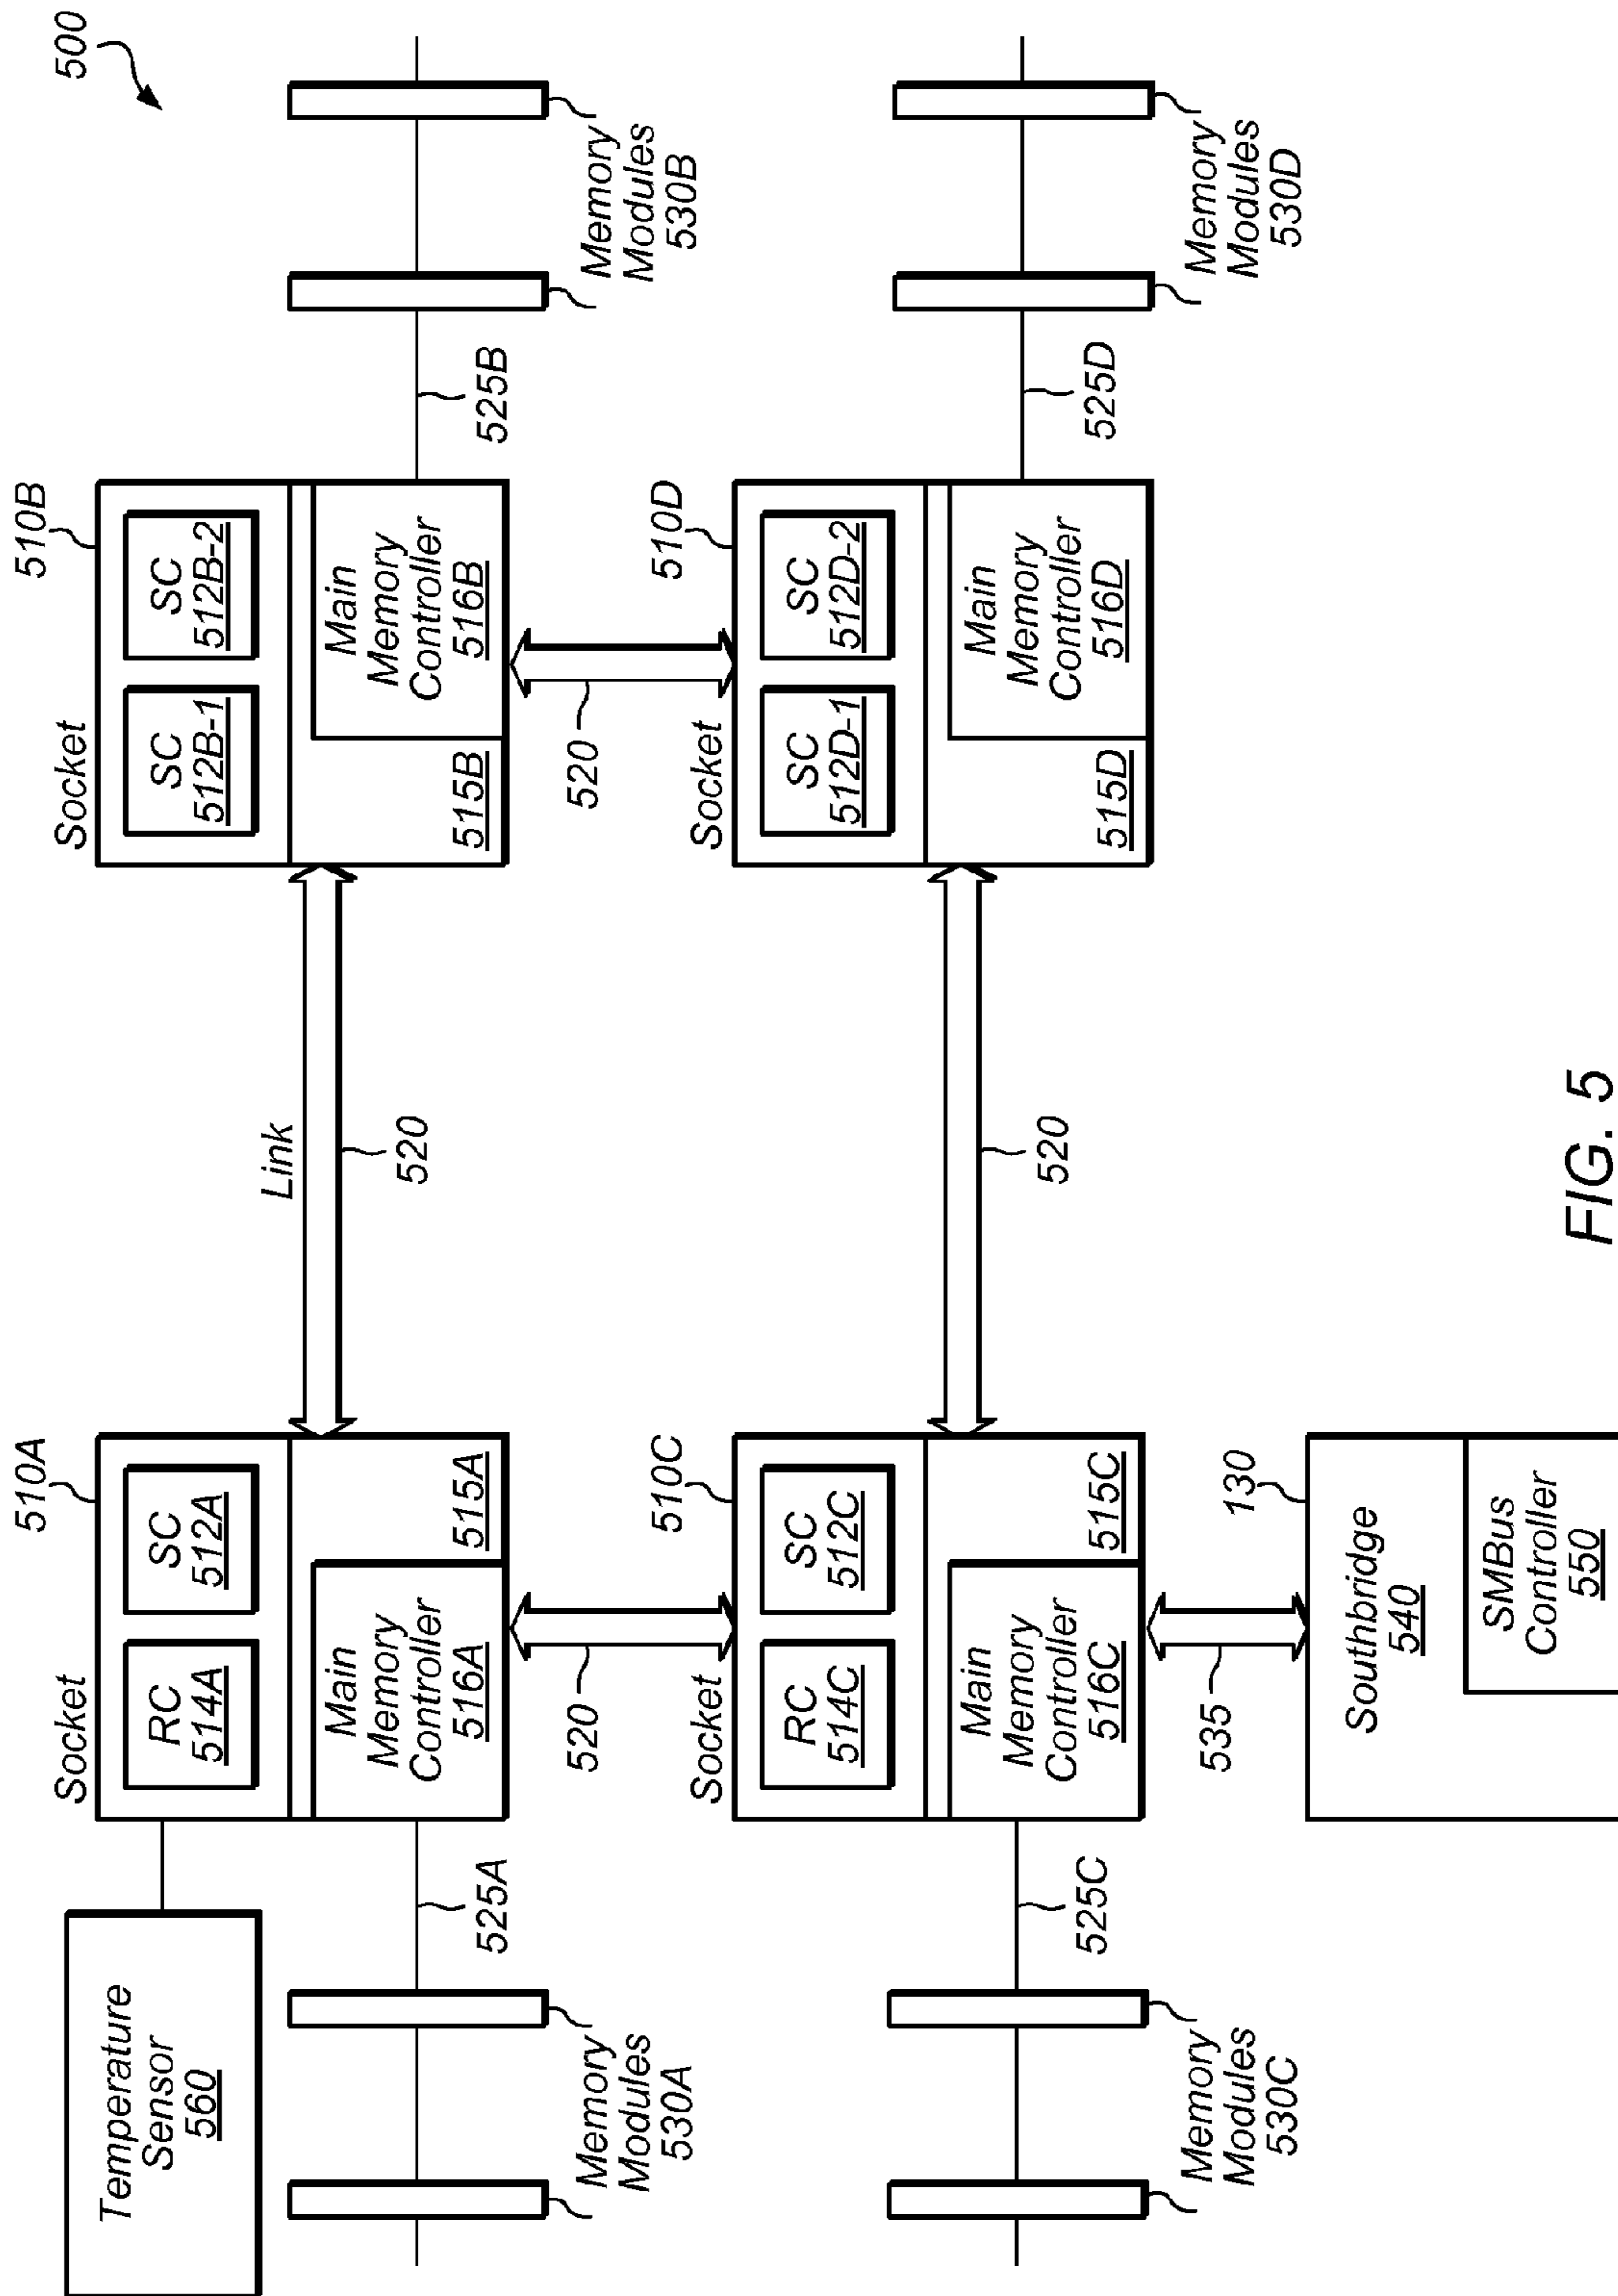 500
Temperature
Sensor
560
Socket
510A
RC
514A
SC
512A
Main
Memory
Controller
516A
515A
525A
Memory
Modules
530A
Link
520
Socket
510B
SC
512B-1
SC
512B-2
Main
Memory
Controller
516B
515B
525B
Memory
Modules
530B
520
520
Socket
510C
RC
514C
SC
512C
Main
Memory
Controller
516C
515C
525C
Memory
Modules
530C
520
Socket
510D
SC
512D-1
SC
512D-2
Main
Memory
Controller
516D
515D
525D
Memory
Modules
530D
535
130
Southbridge
540
SMBus
Controller
550
FIG. 5